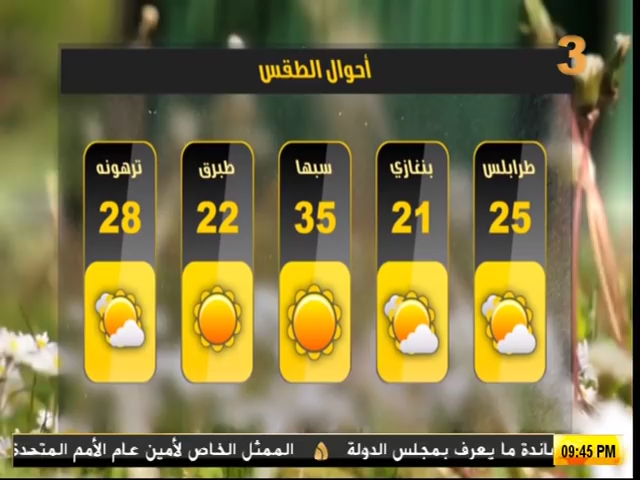 3
أحوال الطقس
طرابلس
25
بنغازي
21
سبها
35
طبرق
22
ترهونه
28
ما يعرف بمجلس الدولة الممثل الخاص لأمين عام الأمم
09:45 PM